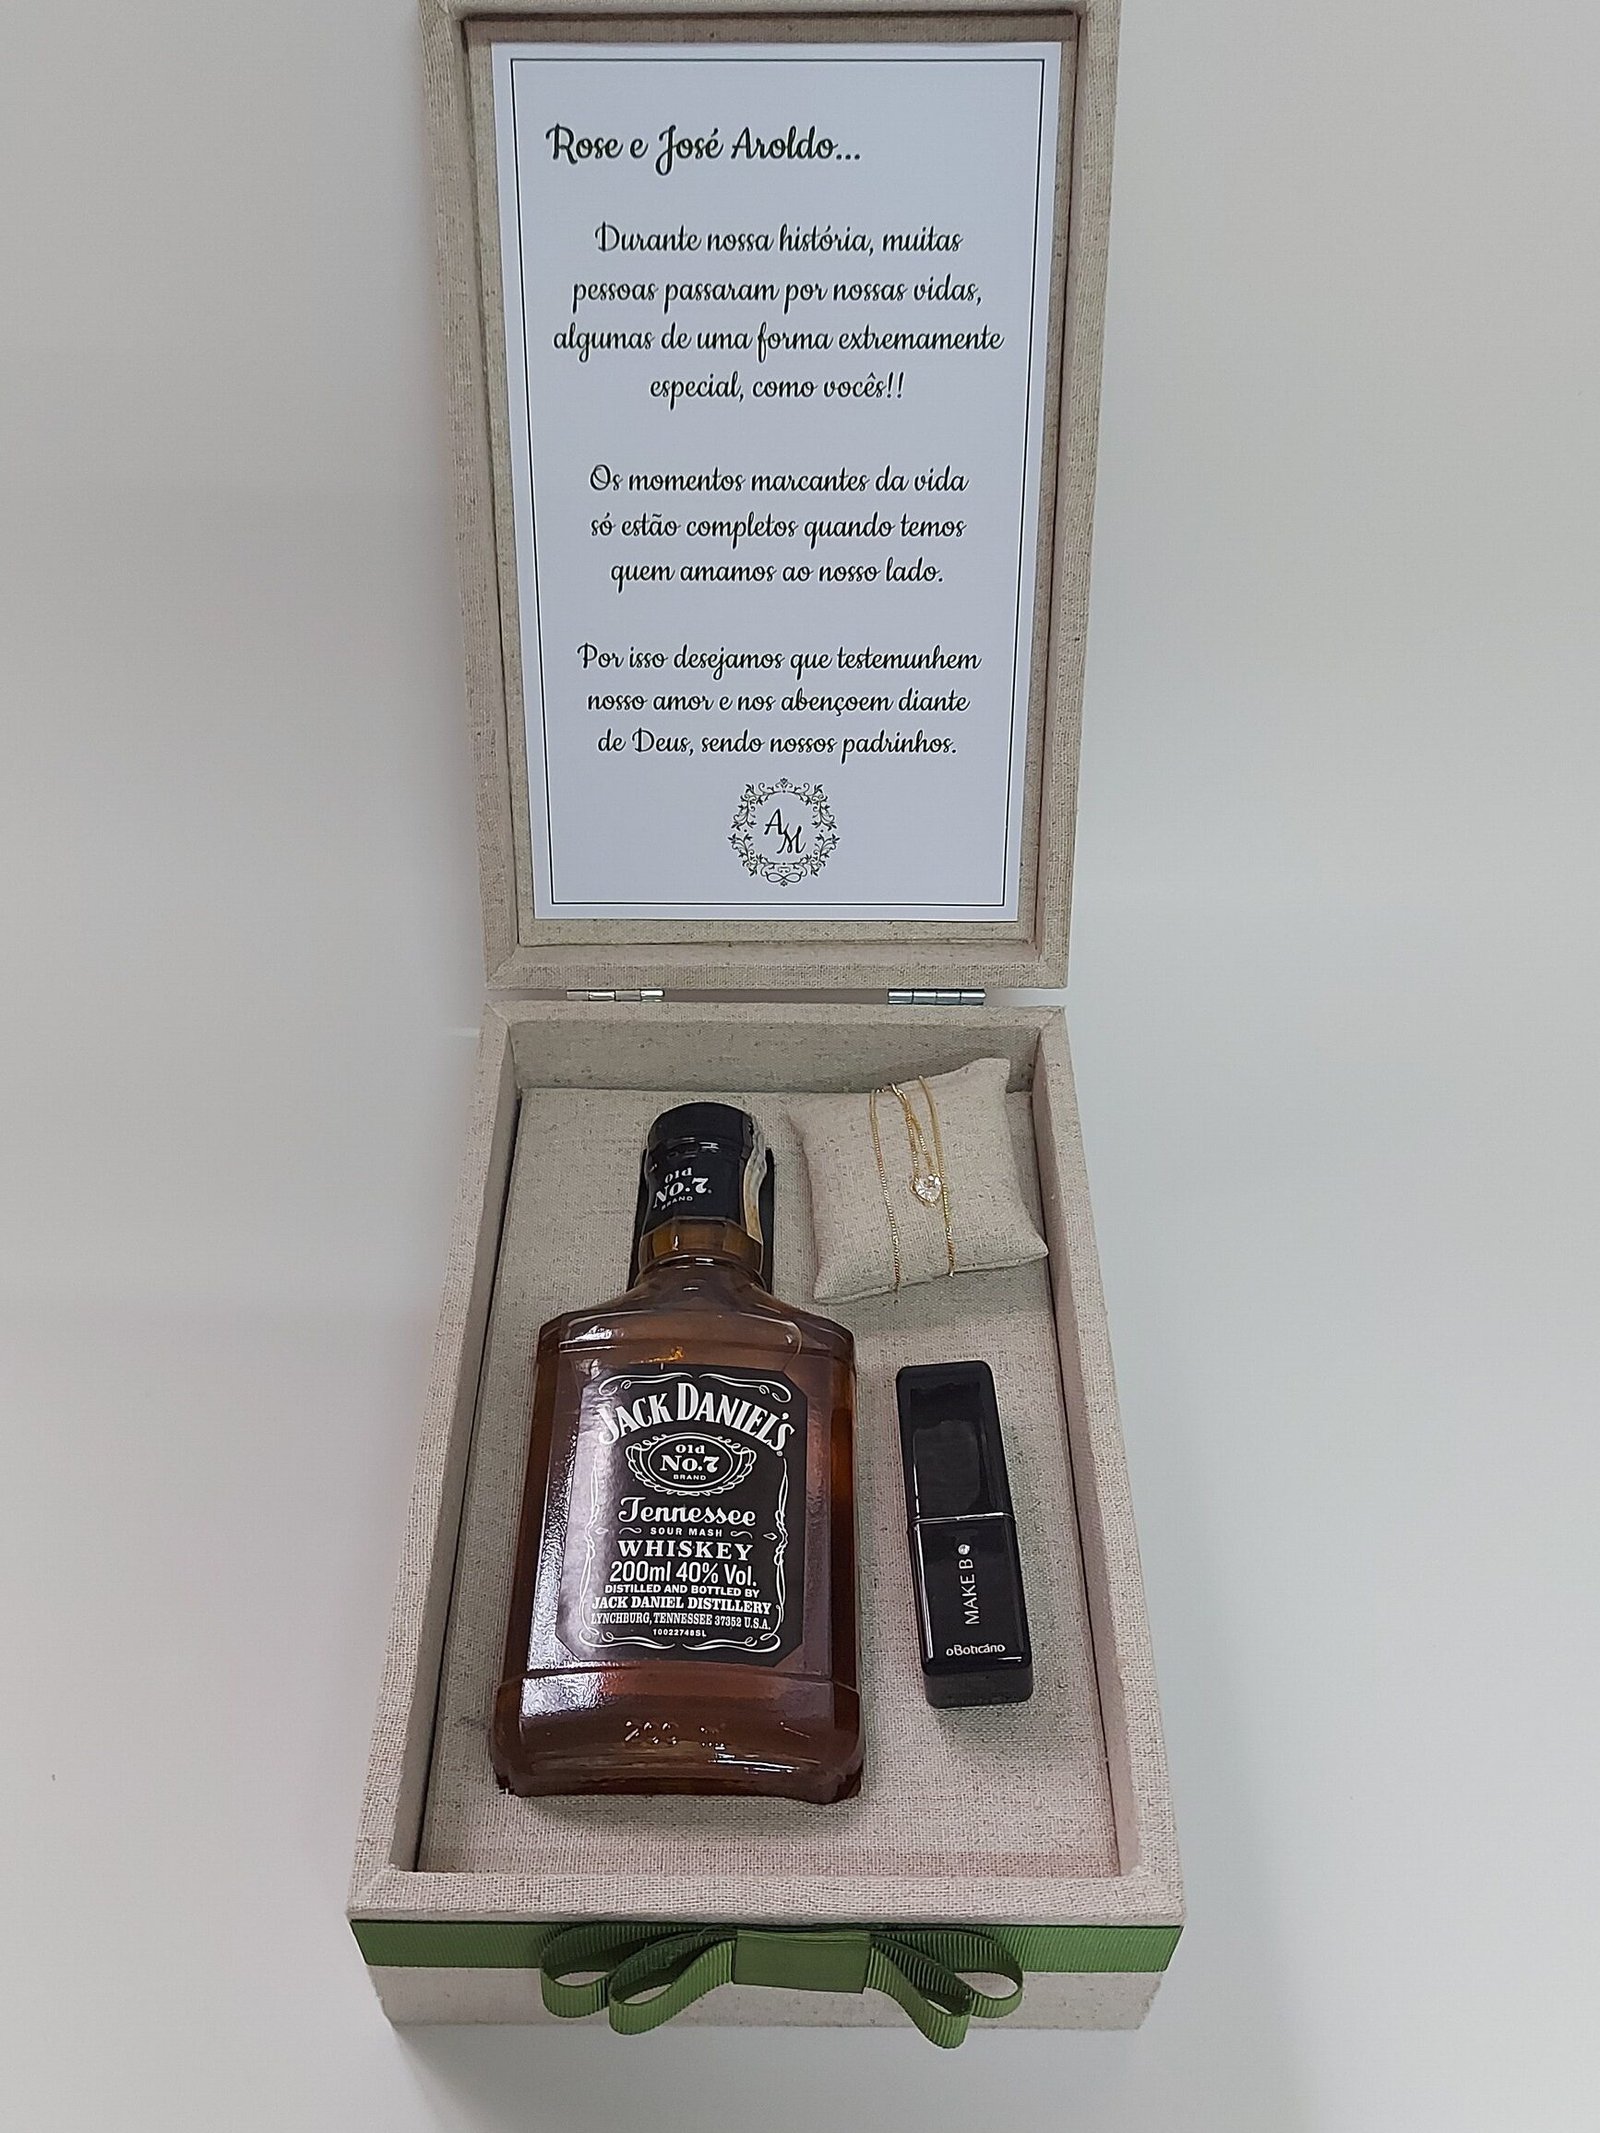 Rose e José Aroldo...
Durante nossa história, muitas
pessoas passaram por nossas vidas,
algumas de uma forma extremamente
especial, como vocês!!
Os momentos marcantes da vida
só estão completos quando temos
quem amamos ao nosso lado.
Por isso desejamos que testemunhem
nosso amor e nos abençoem diante
de Deus, sendo nossos padrinhos.
AM
Old
No.7
BRAND
JACK DANIEL'S
Old
No.7
BRAND
Tennessee
SOUR MASH
WHISKEY
200ml 40% Vol.
DISTILLED AND BOTTLED BY
JACK DANIEL DISTILLERY
LYNCHBURG, TENNESSEE 37352 U.S.A.
10022748SL
MAKE B
oBoticário